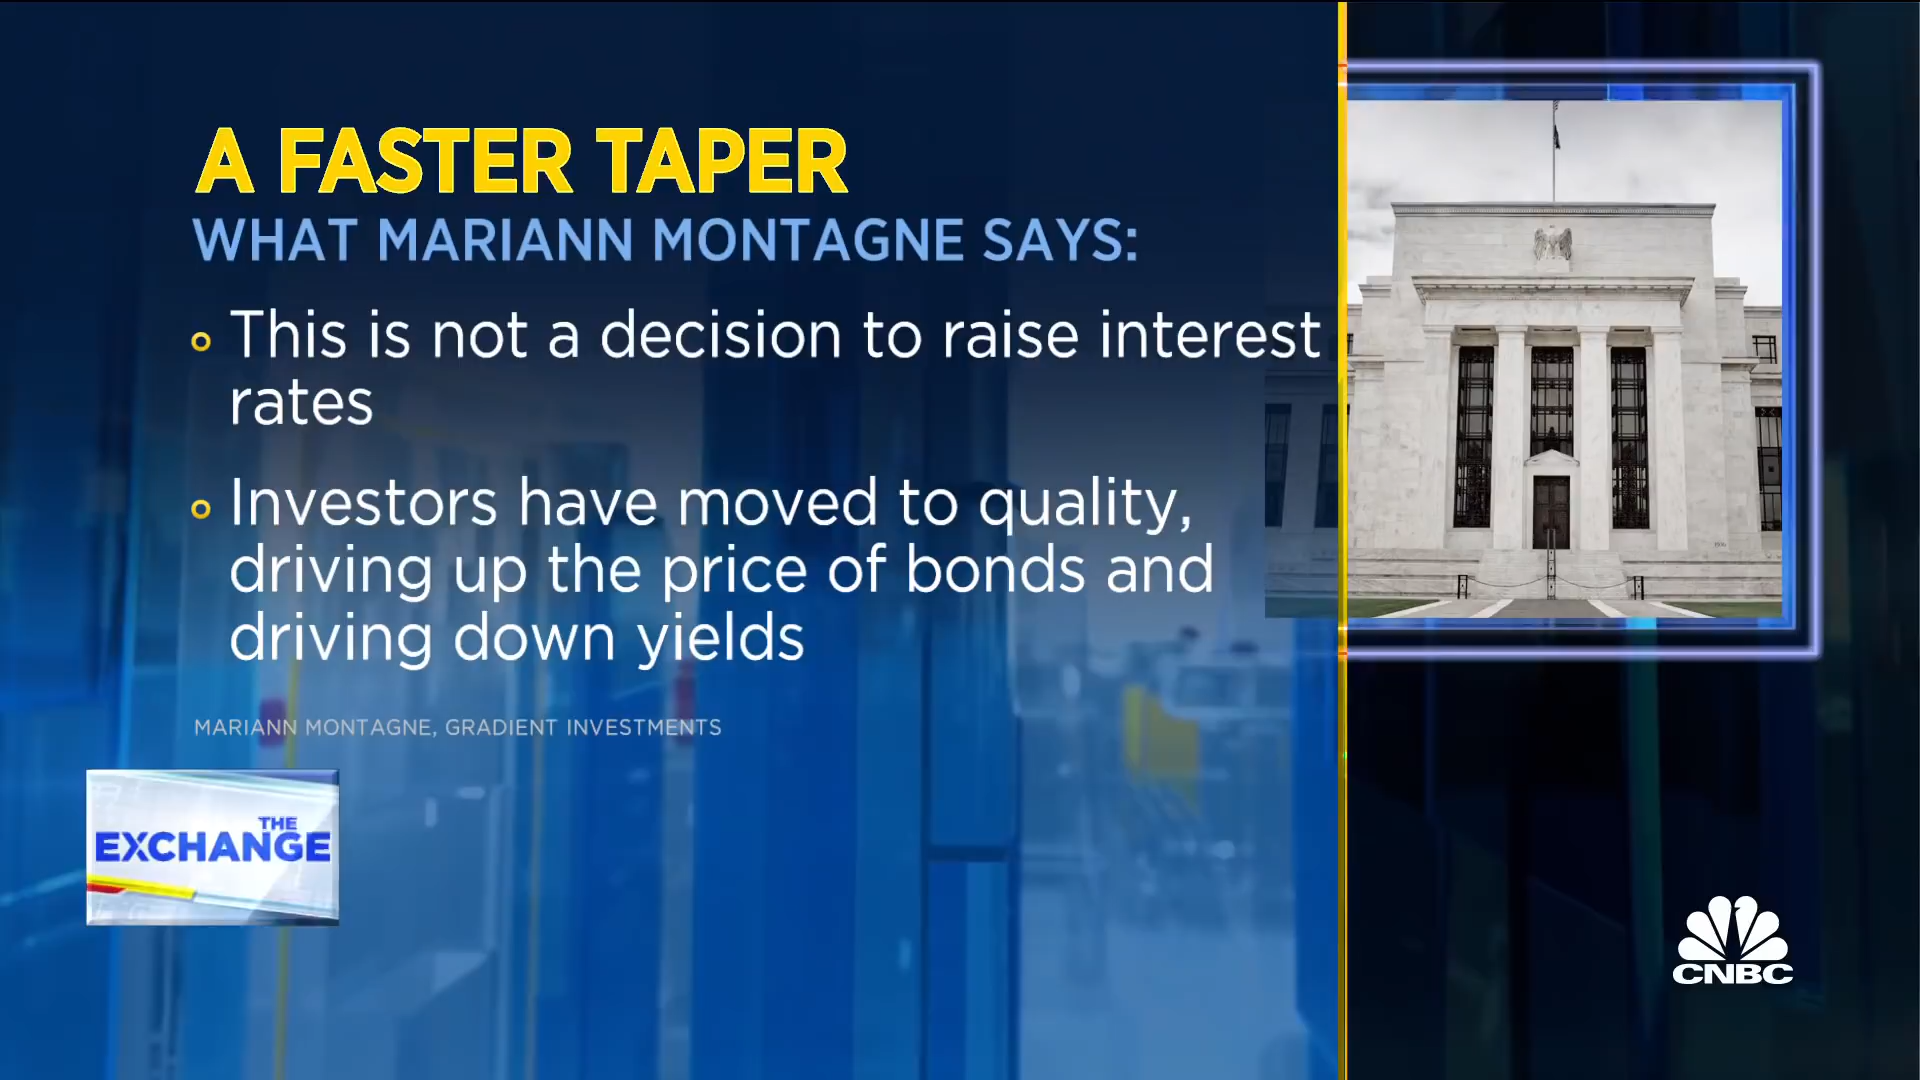 A FASTER TAPER
WHAT MARIANN MONTAGNE SAYS:
This is not a decision to raise interest
rates
Investors have moved to quality,
driving up the price of bonds and
driving down yields
MARIANN MONTAGNE, GRADIENT INVESTMENTS
THE
EXCHANGE
CNBC